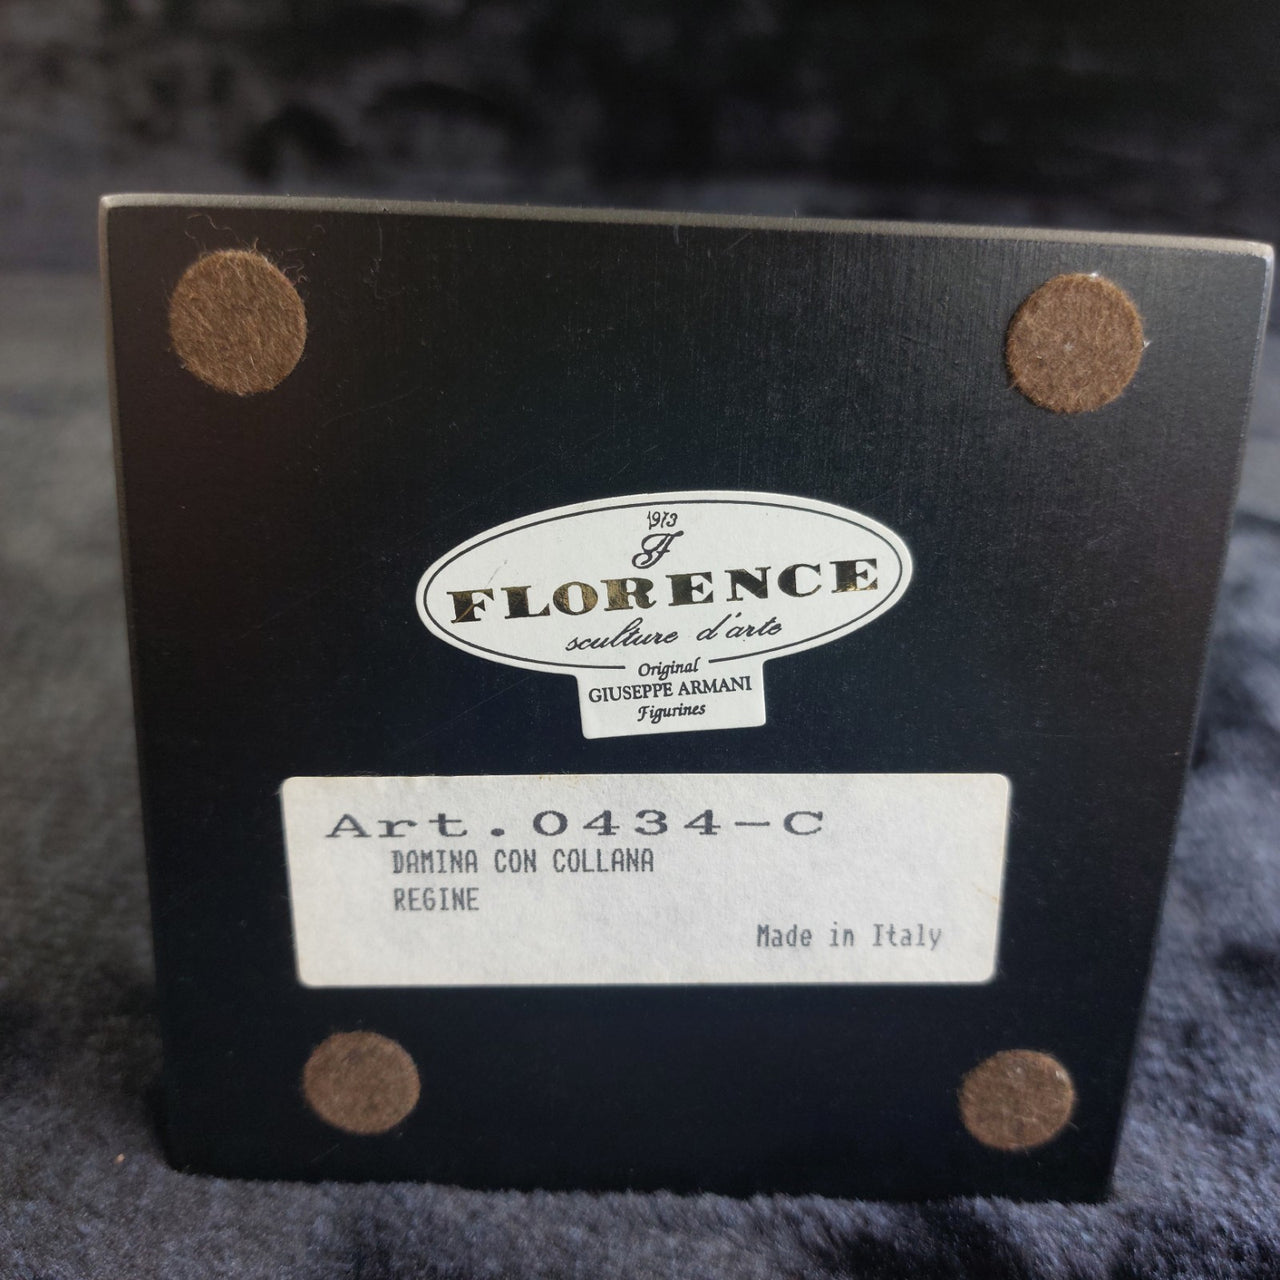 1973
F
FLORENCE
sculture d'arte
Original
GIUSEPPE ARMANI
Figurines
Art.0434-C
DAMINA CON COLLANA
REGINE
Made in Italy